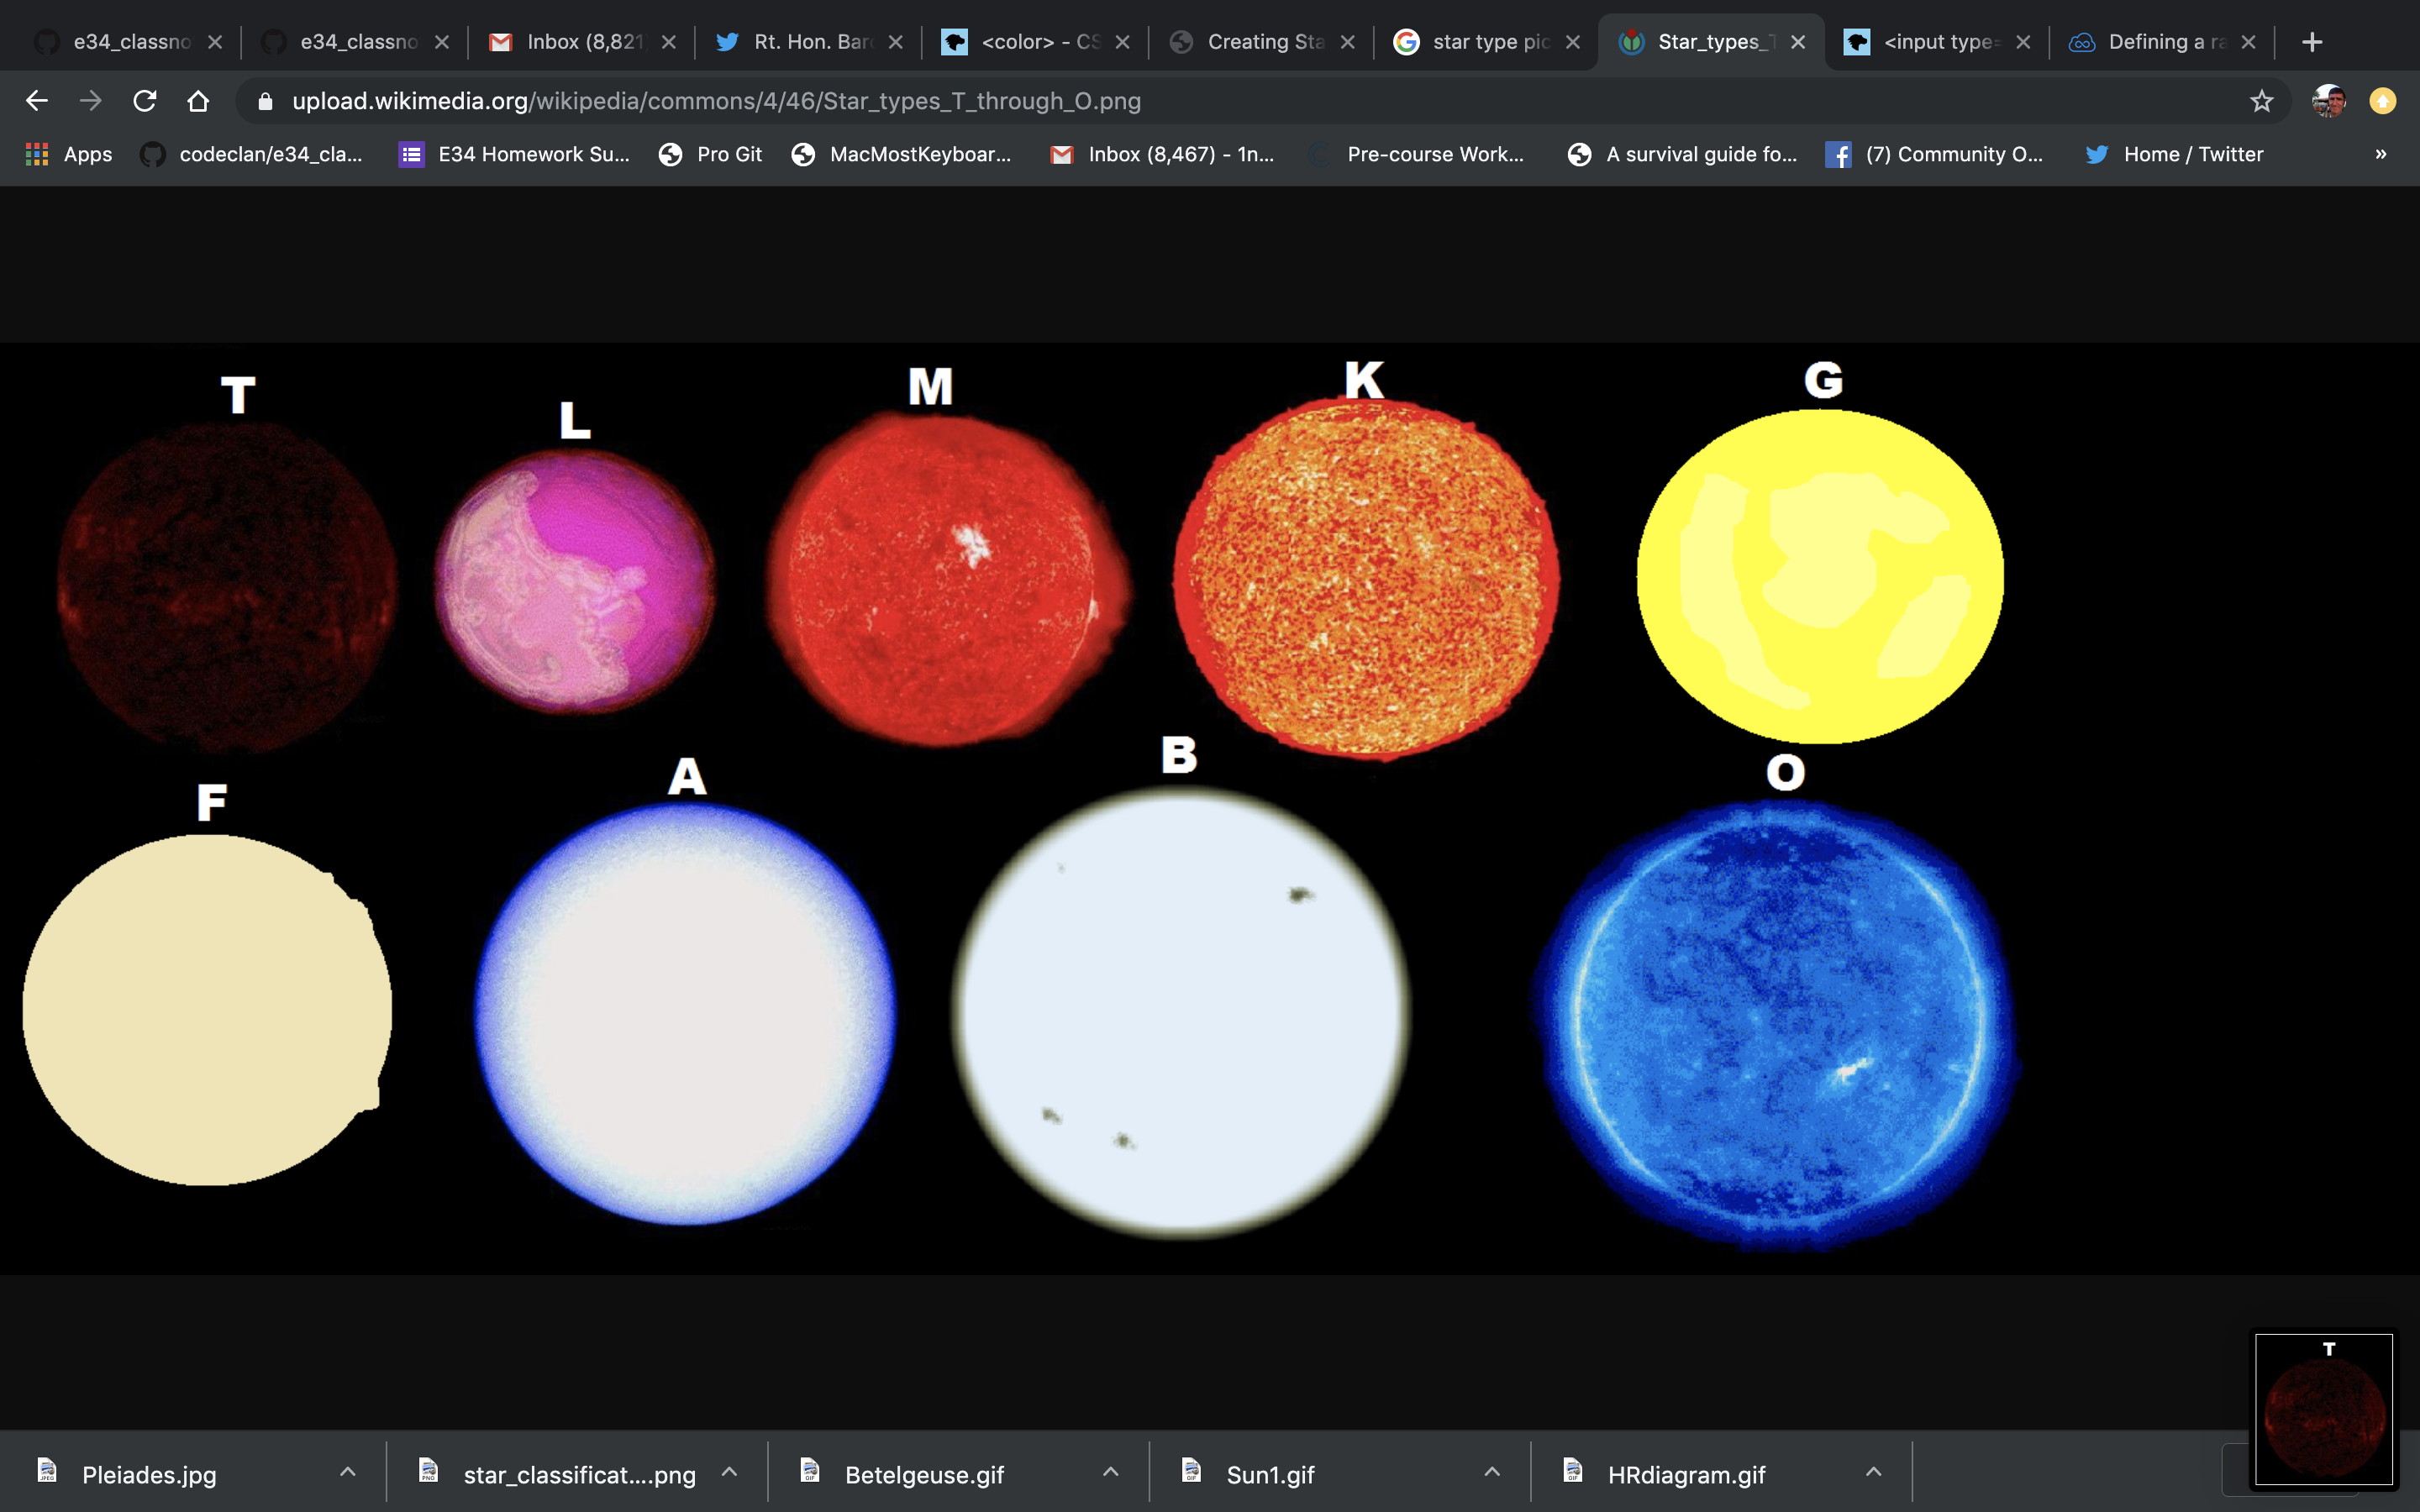 e34_classno
e34_classno
Inbox (8,821
Rt. Hon. Bar
<color> - CS
Creating Sta
star type pic
Star_types_T
<input type=
Defining a ra
upload.wikimedia.org/wikipedia/commons/4/46/Star_types_T_through_O.png
Apps
codeclan/e34_cla...
E34 Homework Su...
Pro Git
MacMostKeyboar...
Inbox (8,467) - 1n...
Pre-course Work...
A survival guide fo...
(7) Community O...
Home / Twitter
»
T
L
M
K
G
F
A
B
O
T
Pleiades.jpg
star_classificat....png
Betelgeuse.gif
Sun1.gif
HRdiagram.gif